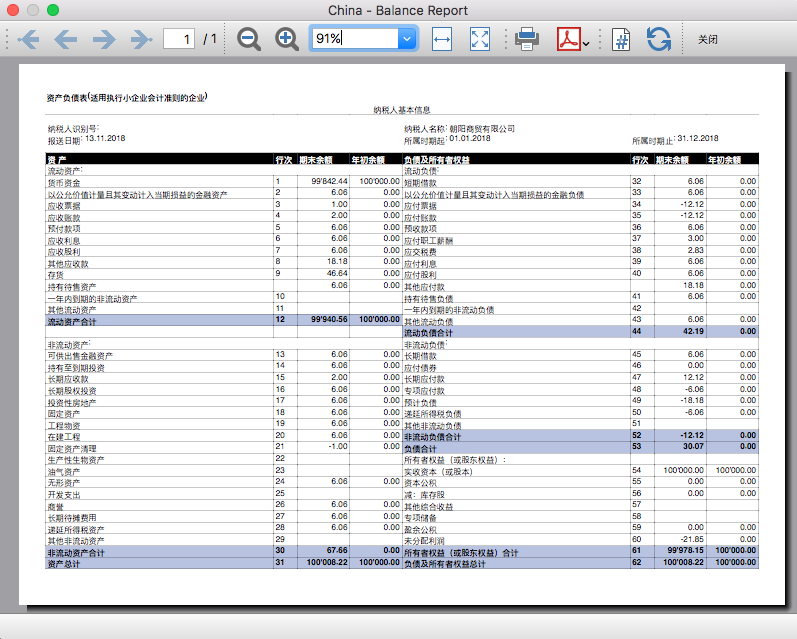 China - Balance Report
1 / 1
91%
关闭
资产负债表(适用执行小企业会计准则的企业)
纳税人基本信息
纳税人识别号: 纳税人名称: 朝阳商贸有限公司
报送日期: 13.11.2018 所属时期起: 01.01.2018 所属时期止: 31.12.2018
资 产 行次 期末余额 年初余额 负债及所有者权益 行次 期末余额 年初余额
流动资产: 流动负债:
货币资金 1 99'842.44 100'000.00 短期借款 32 6.06 0.00
以公允价值计量且其变动计入当期损益的金融资产 2 6.06 0.00 以公允价值计量且其变动计入当期损益的金融负债 33 6.06 0.00
应收票据 3 1.00 0.00 应付票据 34 -12.12 0.00
应收账款 4 2.00 0.00 应付账款 35 -12.12 0.00
预付款项 5 6.06 0.00 预收款项 36 6.06 0.00
应收利息 6 6.06 0.00 应付职工薪酬 37 3.00 0.00
应收股利 7 6.06 0.00 应交税费 38 2.83 0.00
其他应收款 8 18.18 0.00 应付利息 39 6.06 0.00
存货 9 46.64 0.00 应付股利 40 6.06 0.00
持有待售资产 6.06 0.00 其他应付款 18.18 0.00
一年内到期的非流动资产 10 持有待售负债 41 6.06 0.00
其他流动资产 11 一年内到期的非流动负债 42
流动资产合计 12 99'940.56 100'000.00 其他流动负债 43 6.06 0.00
流动负债合计 44 42.19 0.00
非流动资产: 非流动负债:
可供出售金融资产 13 6.06 0.00 长期借款 45 6.06 0.00
持有至到期投资 14 6.06 0.00 应付债券 46 0.00 0.00
长期应收款 15 2.00 0.00 长期应付款 47 12.12 0.00
长期股权投资 16 6.06 0.00 专项应付款 48 -6.06 0.00
投资性房地产 17 6.06 0.00 预计负债 49 -18.18 0.00
固定资产 18 6.06 0.00 递延所得税负债 50 -6.06 0.00
工程物资 19 6.06 0.00 其他非流动负债 51
在建工程 20 6.06 0.00 非流动负债合计 52 -12.12 0.00
固定资产清理 21 -1.00 0.00 负债合计 53 30.07 0.00
生产性生物资产 22 所有者权益（或股东权益）:
油气资产 23 实收资本（或股本） 54 100'000.00 100'000.00
无形资产 24 6.06 0.00 资本公积 55 0.00 0.00
开发支出 25 减: 库存股 56 0.00 0.00
商誉 26 6.06 0.00 其他综合收益 57
长期待摊费用 27 6.06 0.00 专项储备 58
递延所得税资产 28 6.06 0.00 盈余公积 59 0.00 0.00
其他非流动资产 29 未分配利润 60 -21.85 0.00
非流动资产合计 30 67.66 0.00 所有者权益（或股东权益）合计 61 99'978.15 100'000.00
资产总计 31 100'008.22 100'000.00 负债及所有者权益总计 62 100'008.22 100'000.00